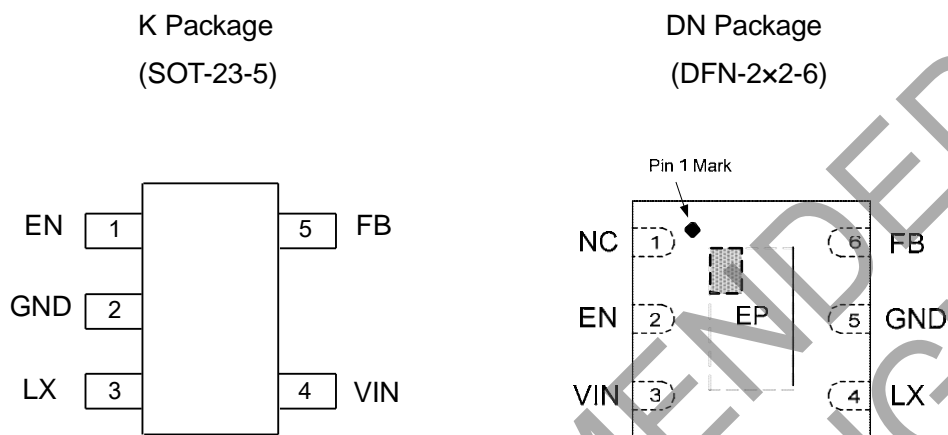 K Package
(SOT-23-5)
EN 1
5 FB
GND 2
LX 3
4 VIN
DN Package
(DFN-2×2-6)
Pin 1 Mark
NC 1
6 FB
EN 2
EP
5 GND
VIN 3
4 LX